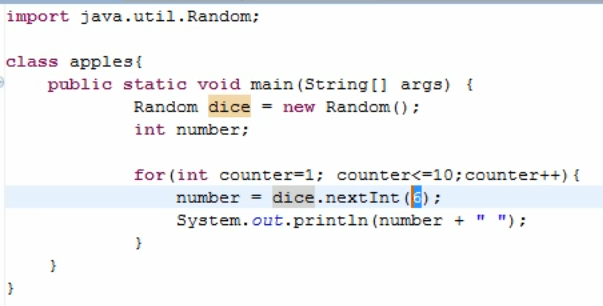 import java.util.Random;
class apples{
public static void main(String[] args) {
Random dice = new Random();
int number;
for(int counter=1; counter<=10;counter++){
number = dice.nextInt(6);
System.out.println(number + " ");
}
}
}